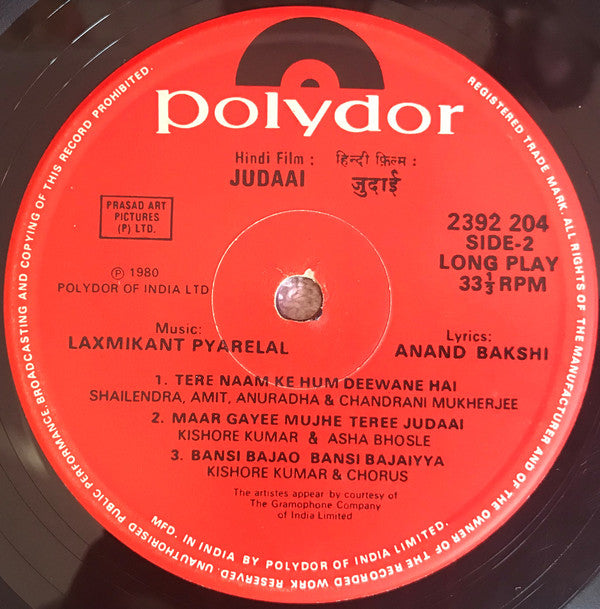 polydor
Hindi Film : हिन्दी फ़िल्म :
JUDAAI जुदाई
PRASAD ART
PICTURES
(P) LTD.
2392 204
SIDE-2
LONG PLAY
33⅓ RPM
℗ 1980
POLYDOR OF INDIA LTD
Music:
LAXMIKANT PYARELAL
Lyrics:
ANAND BAKSHI
1. TERE NAAM KE HUM DEEWANE HAI
SHAILENDRA, AMIT, ANURADHA & CHANDRANI MUKHERJEE
2. MAAR GAYEE MUJHE TEREE JUDAAI
KISHORE KUMAR & ASHA BHOSLE
3. BANSI BAJAO BANSI BAJAIYYA
KISHORE KUMAR & CHORUS
The artistes appear by courtesy of
The Gramophone Company
of India Limited
REGISTERED TRADE MARK. ALL RIGHTS OF THE MANUFACTURER AND OF THE OWNER OF THE RECORDED WORK RESERVED. UNAUTHORISED PUBLIC PERFORMANCE, BROADCASTING AND COPYING OF THIS RECORD PROHIBITED.
MFD. IN INDIA BY POLYDOR OF INDIA LIMITED.